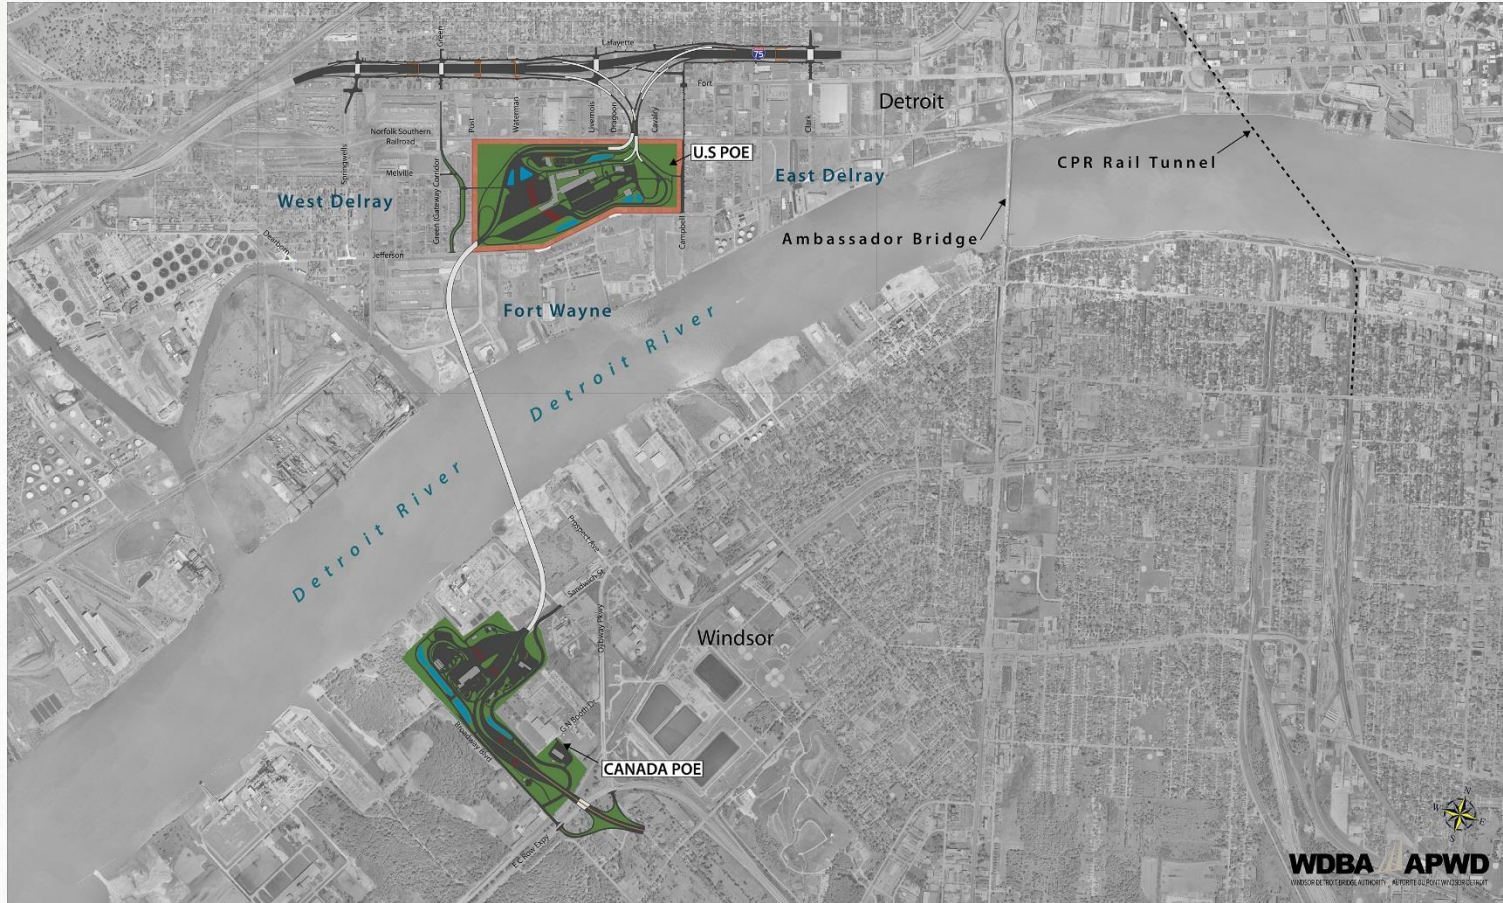 Lafayette
Green
75
Fort
Detroit
Post
Waterman
Livernois
Dragoon
Cavalry
Clark
Norfolk Southern
Railroad
Springwells
Melville
Green (Gateway Corridor)
U.S POE
CPR Rail Tunnel
East Delray
West Delray
Campbell
Ambassador Bridge
Dearborn
Jefferson
Fort Wayne
Detroit River
Detroit River
Prospect Ave
Sandwich St
Ojibway Pkwy
Windsor
G N Booth Dr
Broadway Blvd
CANADA POE
E C Row Expy
N
W
E
S
WDBA APWD
WINDSOR-DETROIT BRIDGE AUTHORITY AUTORITÉ DU PONT WINDSOR-DETROIT